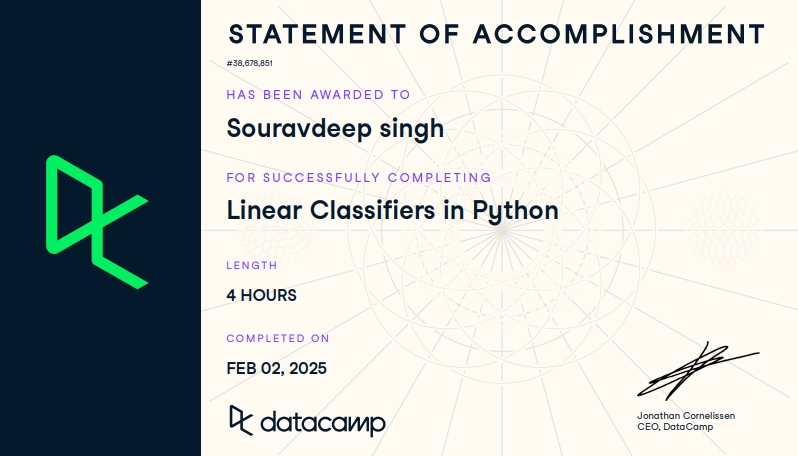 STATEMENT OF ACCOMPLISHMENT
#38,678,851
HAS BEEN AWARDED TO
Souravdeep singh
FOR SUCCESSFULLY COMPLETING
Linear Classifiers in Python
LENGTH
4 HOURS
COMPLETED ON
FEB 02, 2025
datacamp
Jonathan Cornelissen
CEO, DataCamp